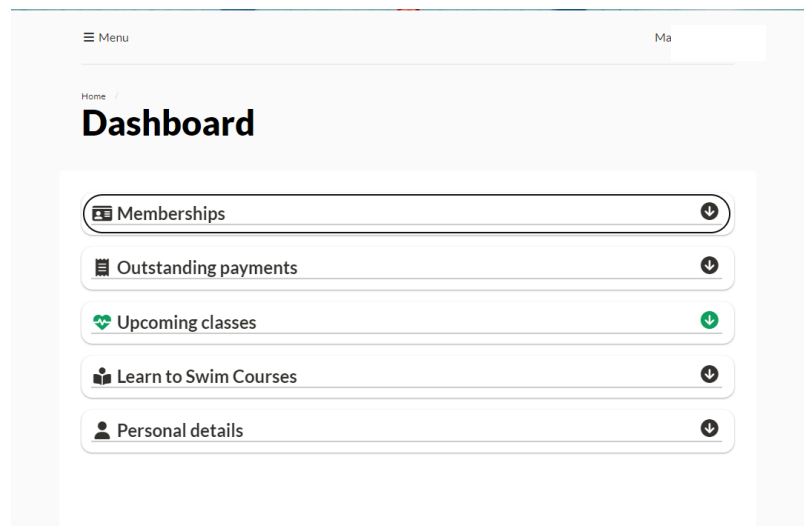 Menu
Ma
Home /
Dashboard
Memberships
Outstanding payments
Upcoming classes
Learn to Swim Courses
Personal details